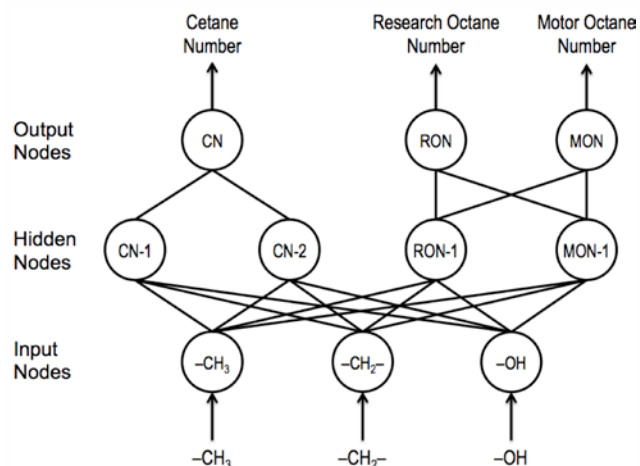 Cetane Number
Research Octane Number
Motor Octane Number
Output Nodes
CN
RON
MON
Hidden Nodes
CN-1
CN-2
RON-1
MON-1
Input Nodes
–CH₃
–CH₂–
–OH
–CH₃
–CH₂–
–OH